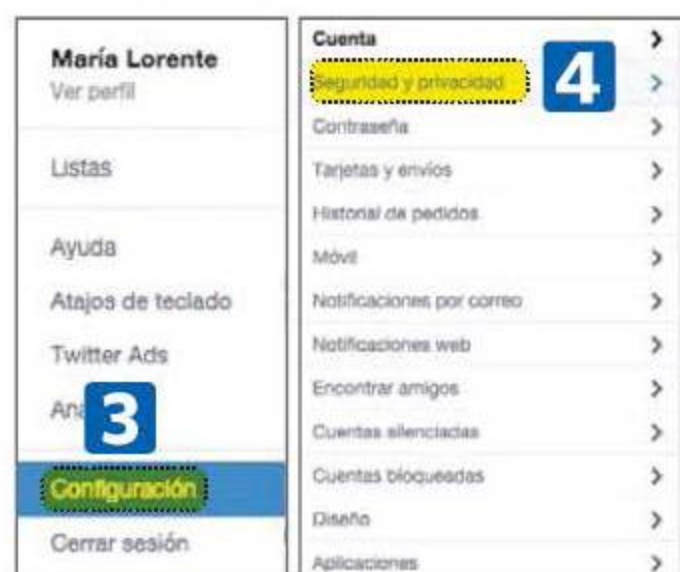 María Lorente
Ver perfil
Listas
Ayuda
Atajos de teclado
Twitter Ads
Ana
3
Configuración
Cerrar sesión
Cuenta
Seguridad y privacidad
4
Contraseña
Tarjetas y envíos
Historial de pedidos
Móvil
Notificaciones por correo
Notificaciones web
Encontrar amigos
Cuentas silenciadas
Cuentas bloqueadas
Diseño
Aplicaciones